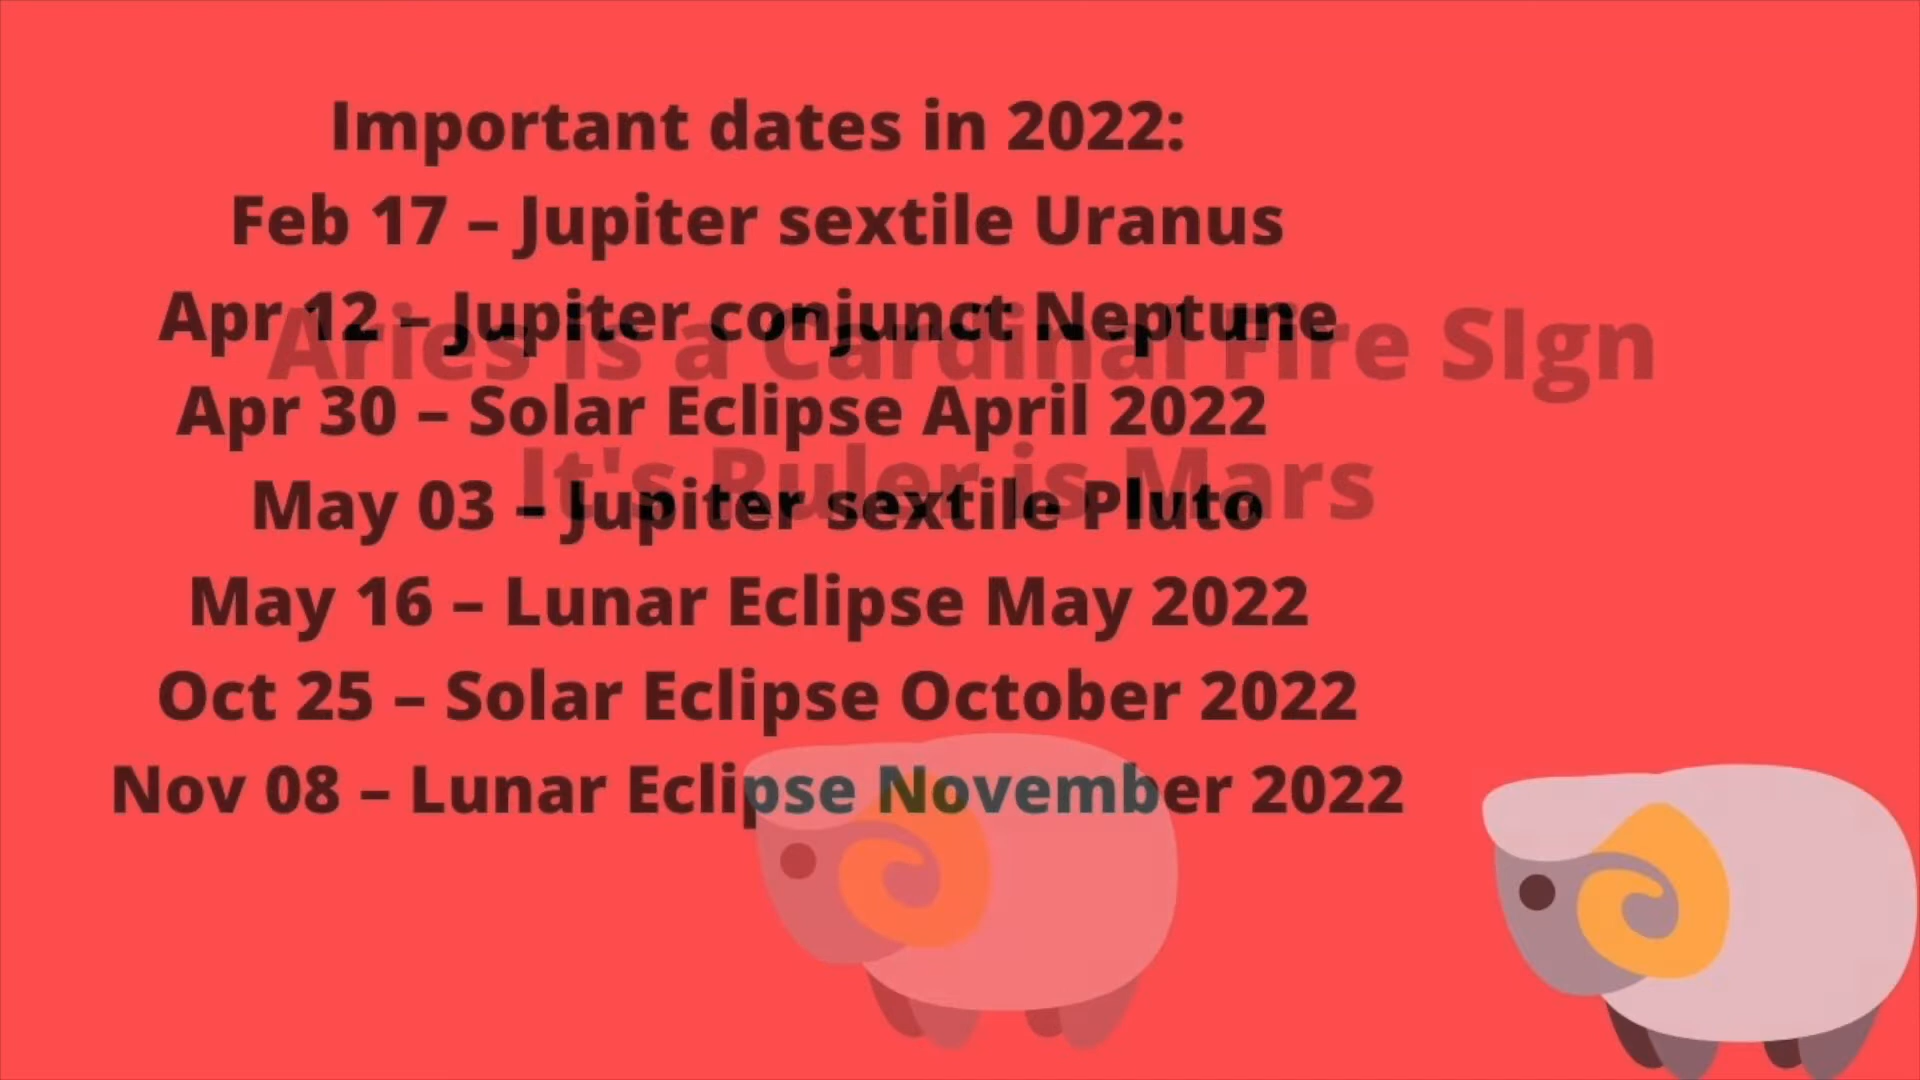 Important dates in 2022:
Feb 17 – Jupiter sextile Uranus
Apr 12 – Jupiter conjunct Neptune
Aries is a Cardinal Fire SIgn
Apr 30 – Solar Eclipse April 2022
It's Ruler is Mars
May 03 – Jupiter sextile Pluto
May 16 – Lunar Eclipse May 2022
Oct 25 – Solar Eclipse October 2022
Nov 08 – Lunar Eclipse November 2022